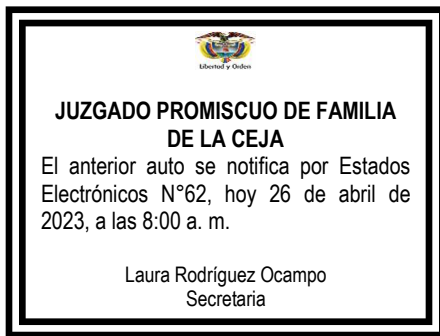 Libertad y Orden
JUZGADO PROMISCUO DE FAMILIA
DE LA CEJA
El anterior auto se notifica por Estados
Electrónicos N°62, hoy 26 de abril de
2023, a las 8:00 a. m.
Laura Rodríguez Ocampo
Secretaria